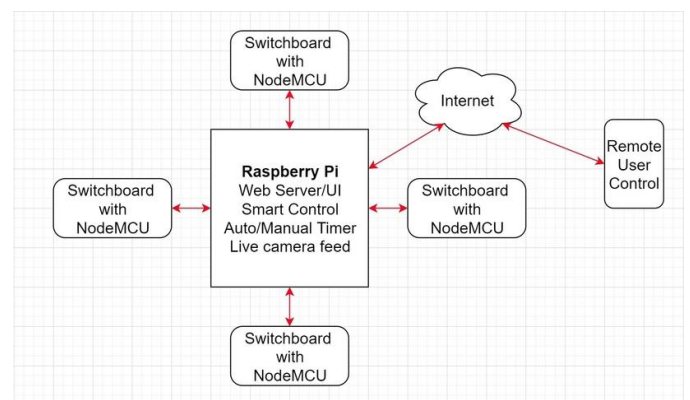 Switchboard
with
NodeMCU
Internet
Remote
User
Control
Raspberry Pi
Web Server/UI
Smart Control
Auto/Manual Timer
Live camera feed
Switchboard
with
NodeMCU
Switchboard
with
NodeMCU
Switchboard
with
NodeMCU